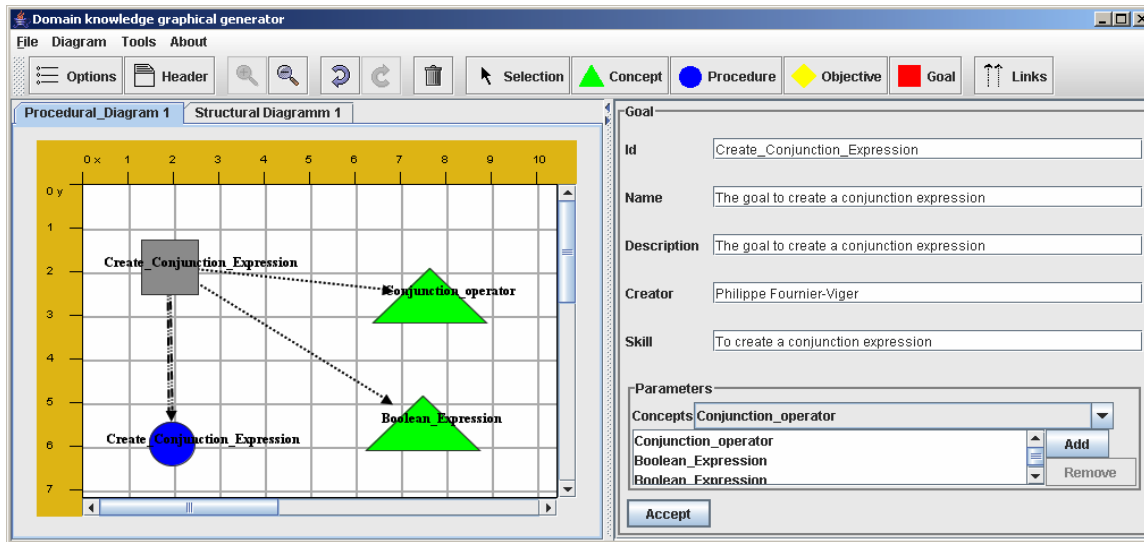 Domain knowledge graphical generator
File Diagram Tools About
Options Header Selection Concept Procedure Objective Goal Links
Procedural_Diagram 1 Structural Diagramm 1
0 x 1 2 3 4 5 6 7 8 9 10
0 y
1
2
3
4
5
6
7
Create_Conjunction_Expression
Conjunction_operator
Boolean_Expression
Create_Conjunction_Expression
Goal
Id Create_Conjunction_Expression
Name The goal to create a conjunction expression
Description The goal to create a conjunction expression
Creator Philippe Fournier-Viger
Skill To create a conjunction expression
Parameters
Concepts Conjunction_operator
Conjunction_operator
Boolean_Expression
Boolean_Expression
Add
Remove
Accept